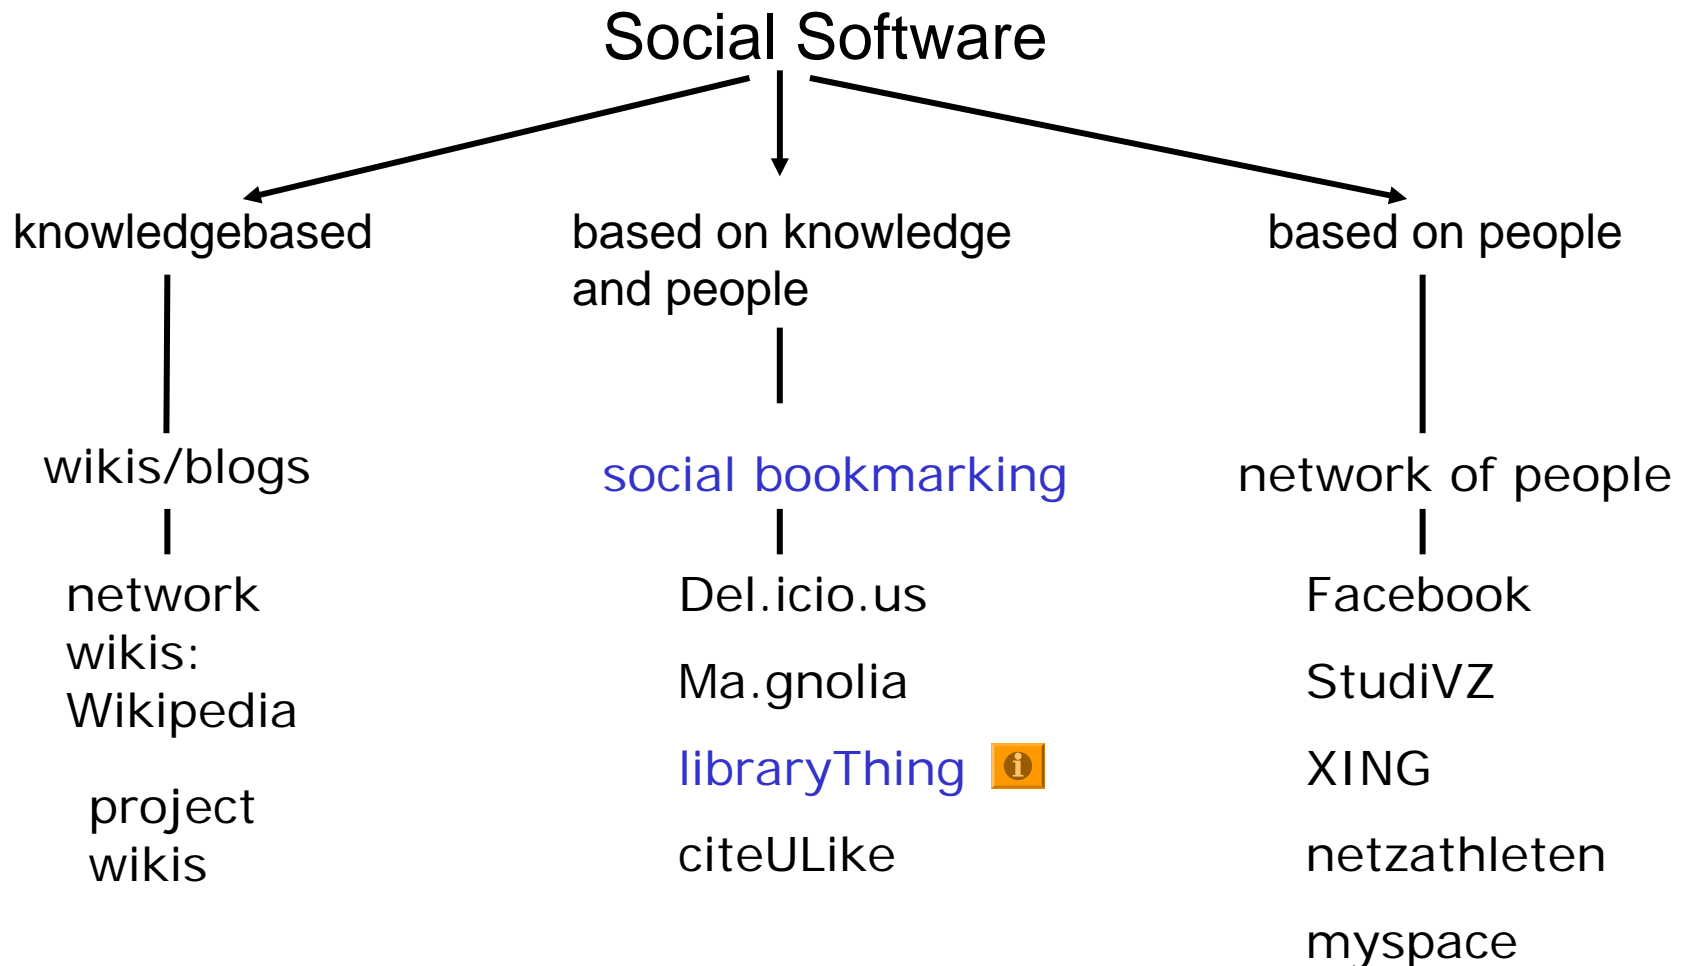 Social Software
knowledgebased
based on knowledge
and people
based on people
wikis/blogs
social bookmarking
network of people
network
wikis:
Wikipedia
project
wikis
Del.icio.us
Ma.gnolia
libraryThing
citeULike
Facebook
StudiVZ
XING
netzathleten
myspace